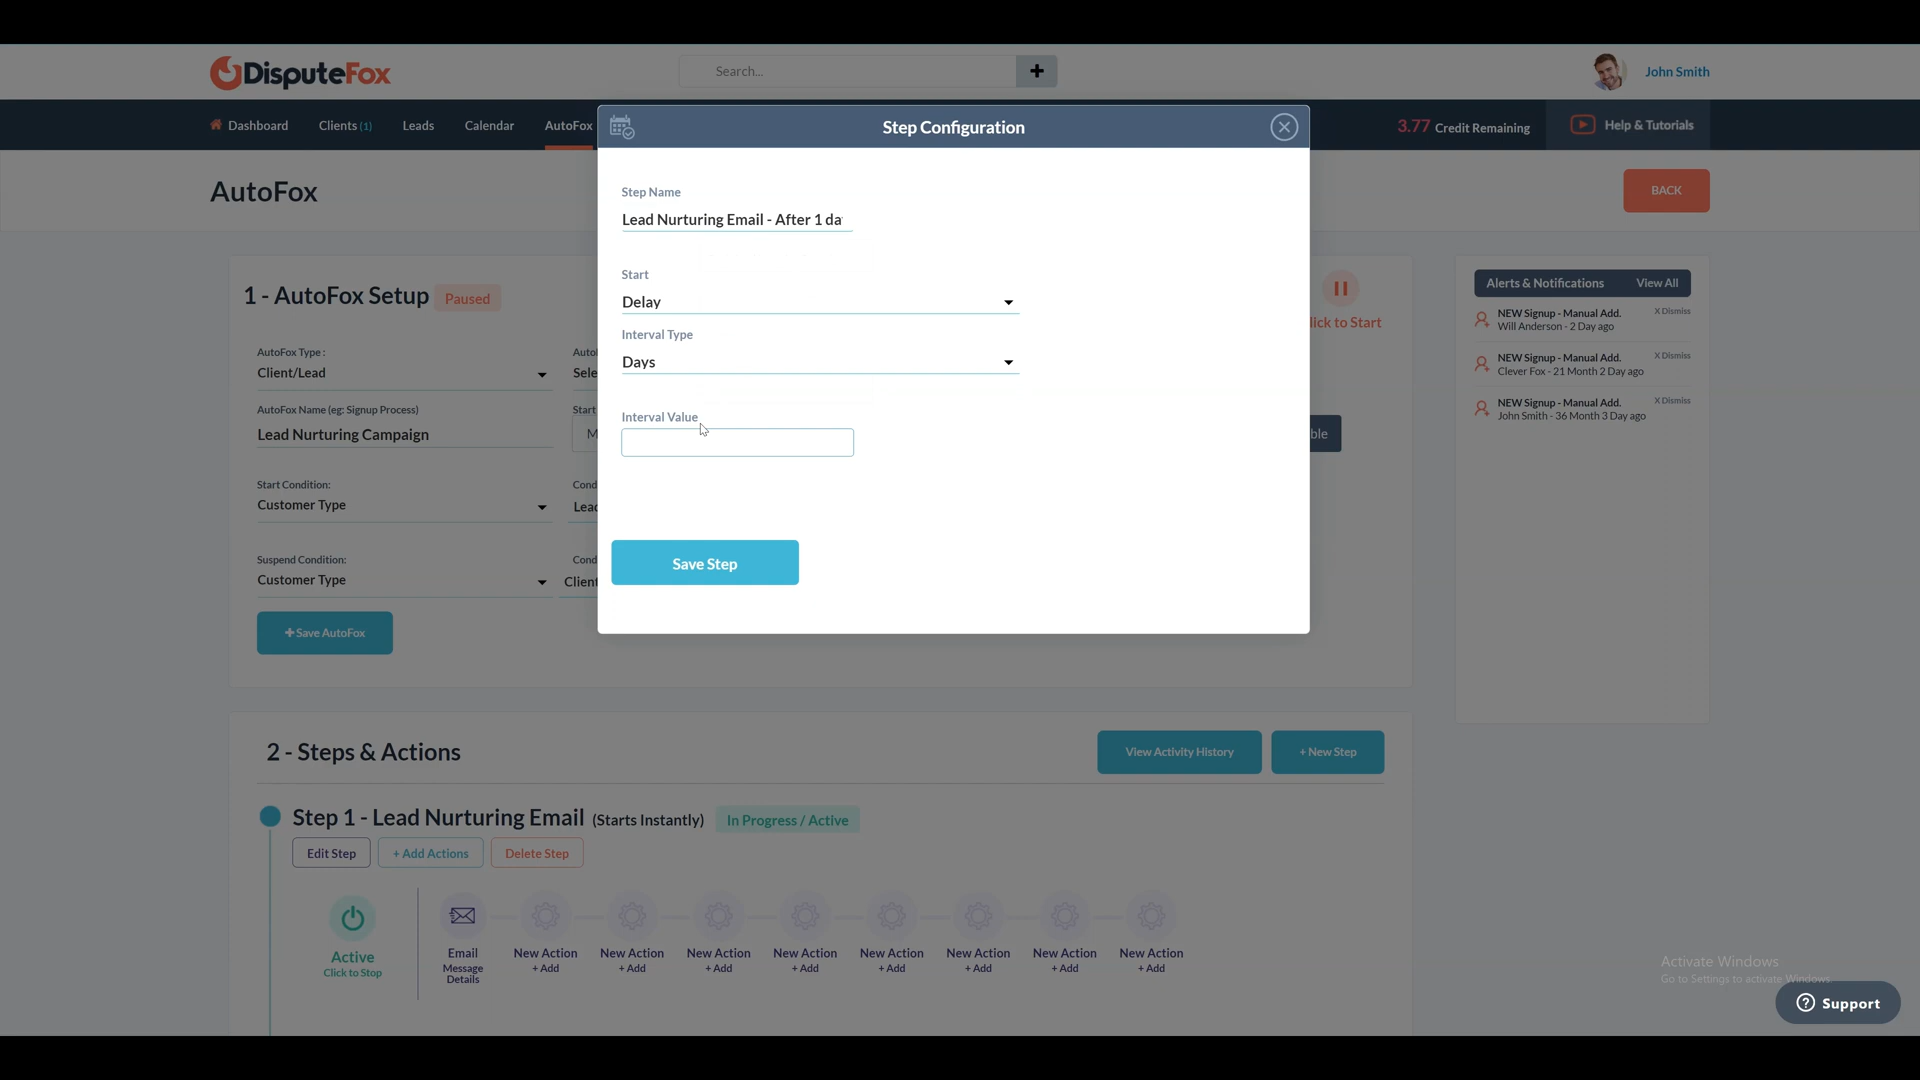 DisputeFox
Search...
+
John Smith
Dashboard
Clients (1)
Leads
Calendar
AutoFox
3.77 Credit Remaining
Help & Tutorials
AutoFox
BACK
Step Configuration
Step Name
Lead Nurturing Email - After 1 da
Start
Delay
Interval Type
Days
Interval Value
Save Step
1 - AutoFox Setup
Paused
lick to Start
AutoFox Type :
Client/Lead
AutoFox Name (eg: Signup Process)
Start
Lead Nurturing Campaign
M
ble
Start Condition:
Cond
Customer Type
Lead
Suspend Condition:
Cond
Customer Type
Client
+ Save AutoFox
Alerts & Notifications
View All
NEW Signup - Manual Add.
X Dismiss
Will Anderson - 2 Day ago
NEW Signup - Manual Add.
X Dismiss
Clever Fox - 21 Month 2 Day ago
NEW Signup - Manual Add.
X Dismiss
John Smith - 36 Month 3 Day ago
2 - Steps & Actions
View Activity History
+ New Step
Step 1 - Lead Nurturing Email (Starts Instantly)
In Progress / Active
Edit Step
+ Add Actions
Delete Step
Active
Click to Stop
Email
Message
Details
New Action
+ Add
New Action
+ Add
New Action
+ Add
New Action
+ Add
New Action
+ Add
New Action
+ Add
New Action
+ Add
New Action
+ Add
Activate Windows
Go to Settings to activate Windows.
Support